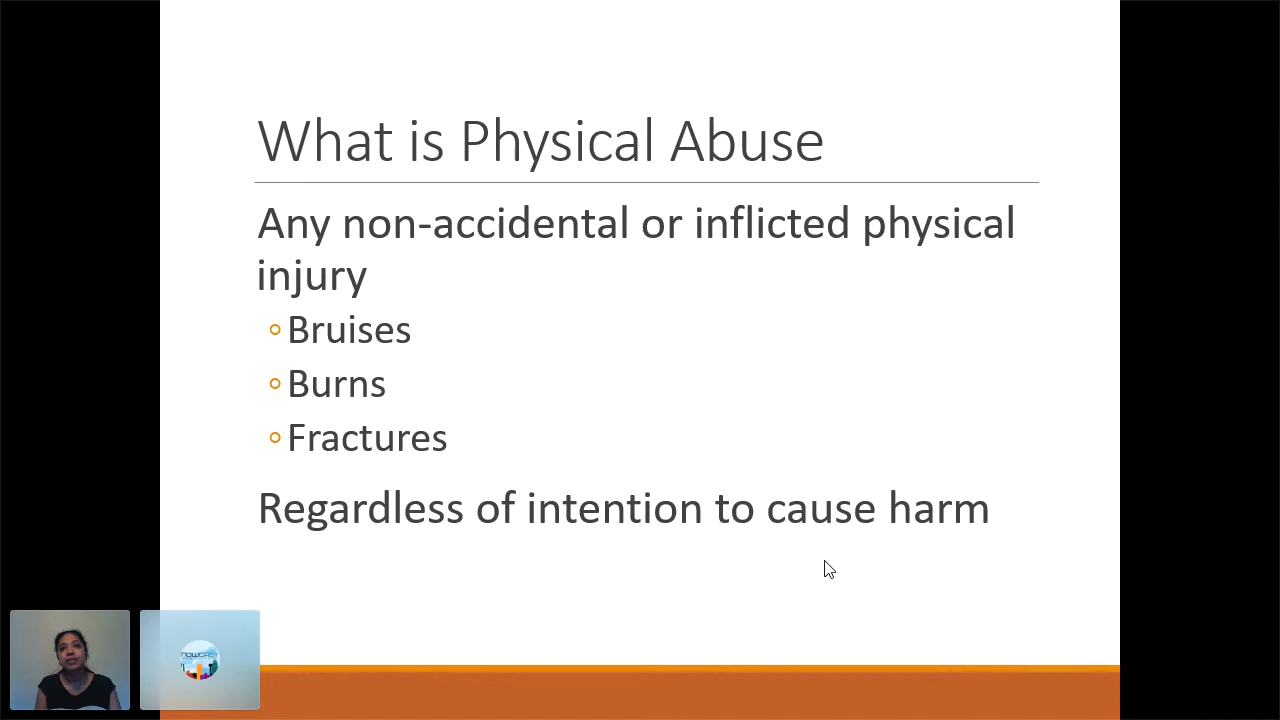 What is Physical Abuse
Any non-accidental or inflicted physical
injury
Bruises
Burns
Fractures
Regardless of intention to cause harm
NOWCAST